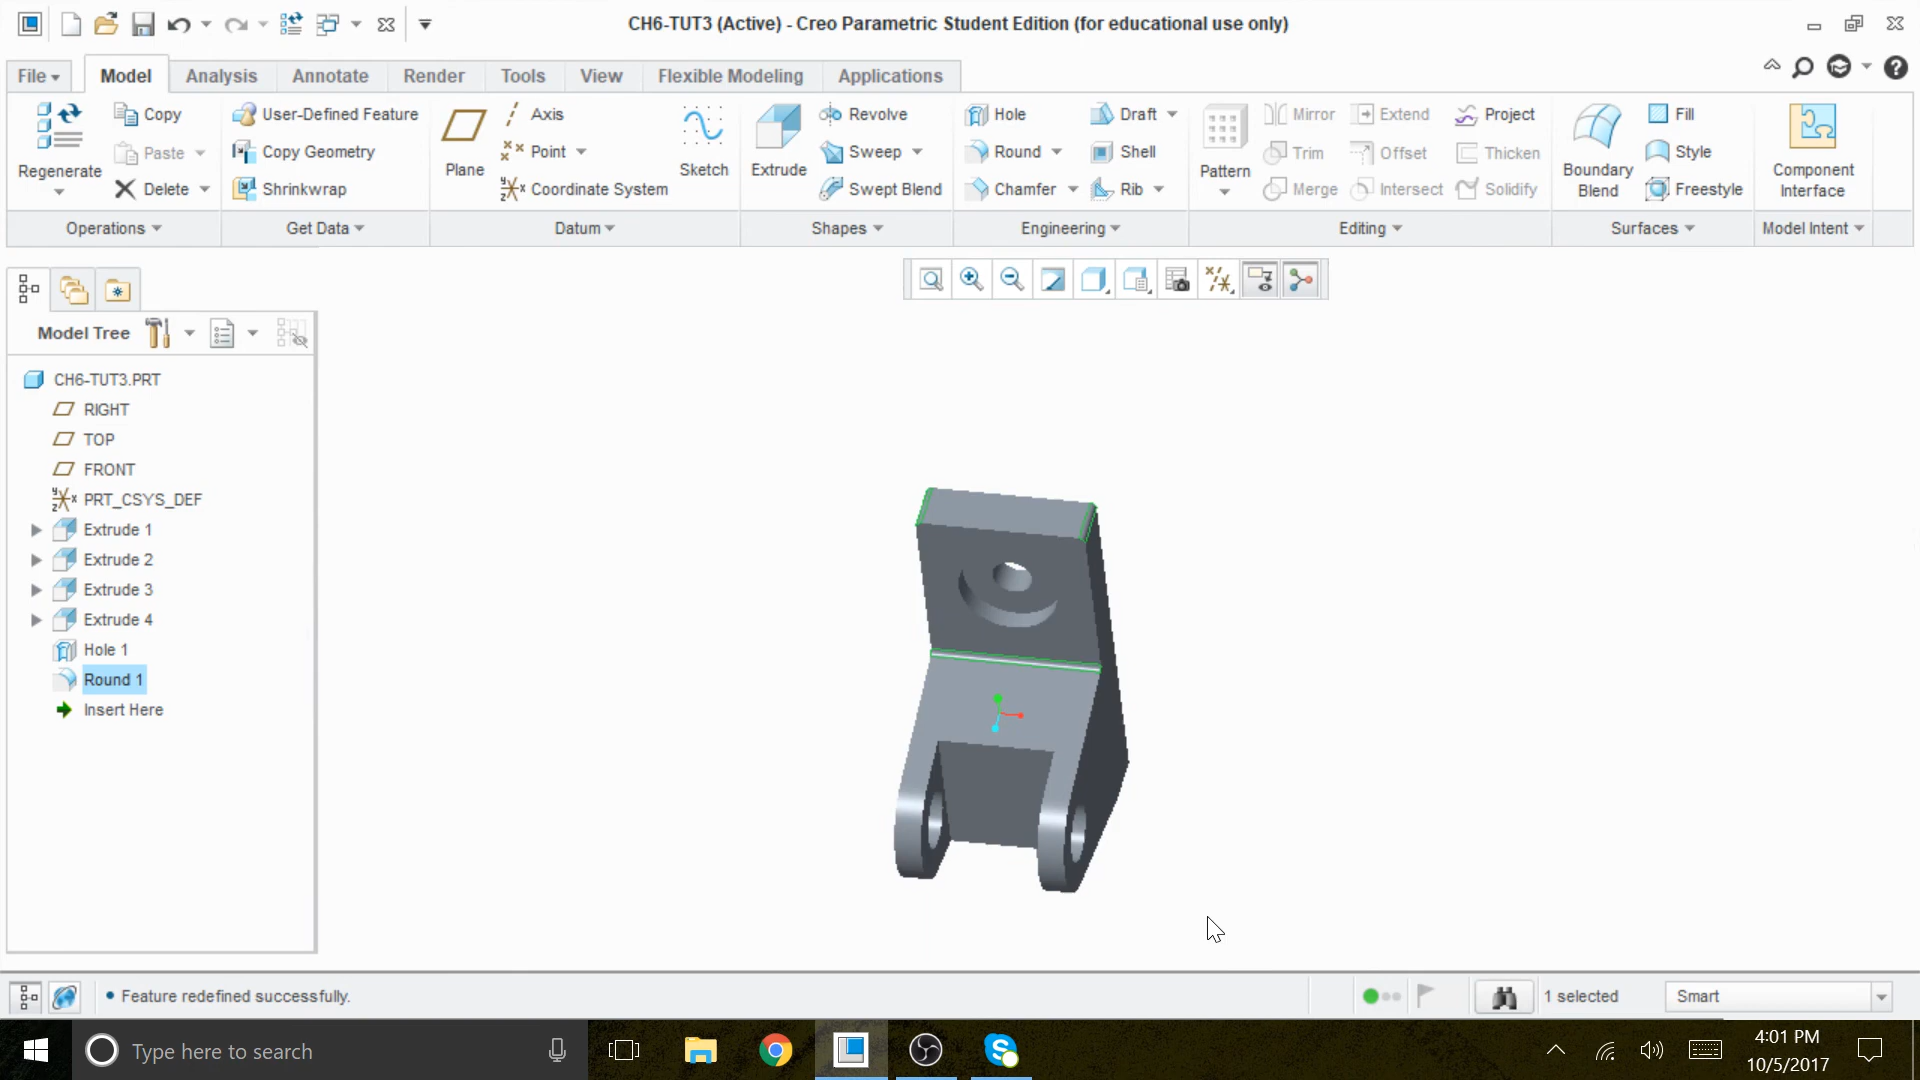 CH6-TUT3 (Active) - Creo Parametric Student Edition (for educational use only)
File Model Analysis Annotate Render Tools View Flexible Modeling Applications
Regenerate
Copy
Paste
Delete
User-Defined Feature
Copy Geometry
Shrinkwrap
Plane
Axis
Point
Coordinate System
Sketch
Extrude
Revolve
Sweep
Swept Blend
Hole
Round
Chamfer
Draft
Shell
Rib
Pattern
Mirror
Trim
Merge
Extend
Offset
Intersect
Project
Thicken
Solidify
Boundary
Blend
Fill
Style
Freestyle
Component
Interface
Operations Get Data Datum Shapes Engineering Editing Surfaces Model Intent
Model Tree
CH6-TUT3.PRT
RIGHT
TOP
FRONT
PRT_CSYS_DEF
Extrude 1
Extrude 2
Extrude 3
Extrude 4
Hole 1
Round 1
Insert Here
• Feature redefined successfully.
1 selected
Smart
Type here to search
4:01 PM
10/5/2017